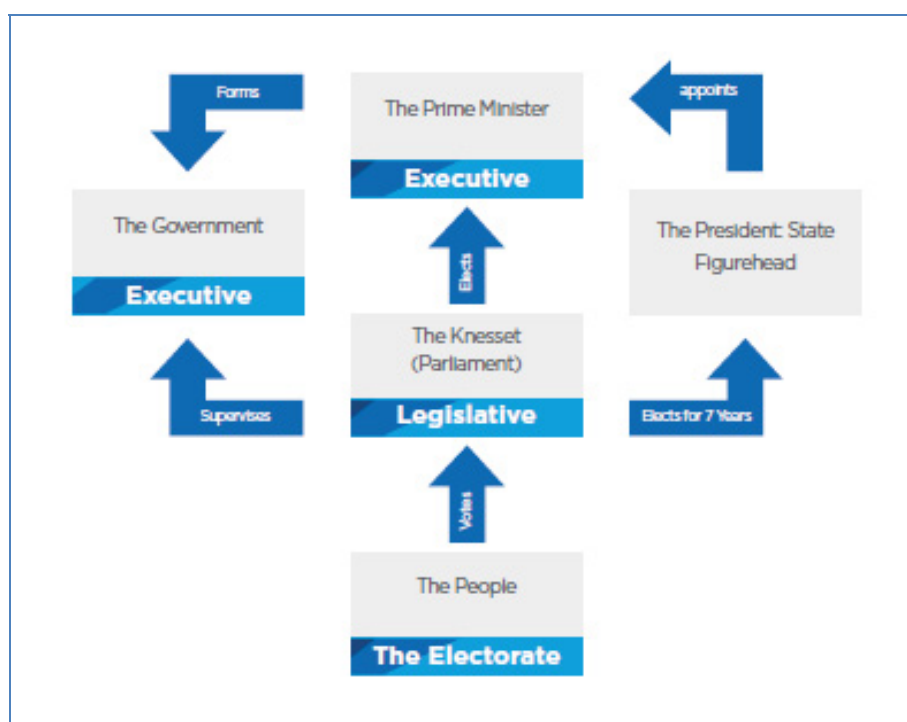 Forms
The Prime Minister
Executive
appoints
The Government
Executive
Elects
The President: State
Figurehead
Supervises
The Knesset
(Parliament)
Legislative
Elects for 7 Years
Votes
The People
The Electorate